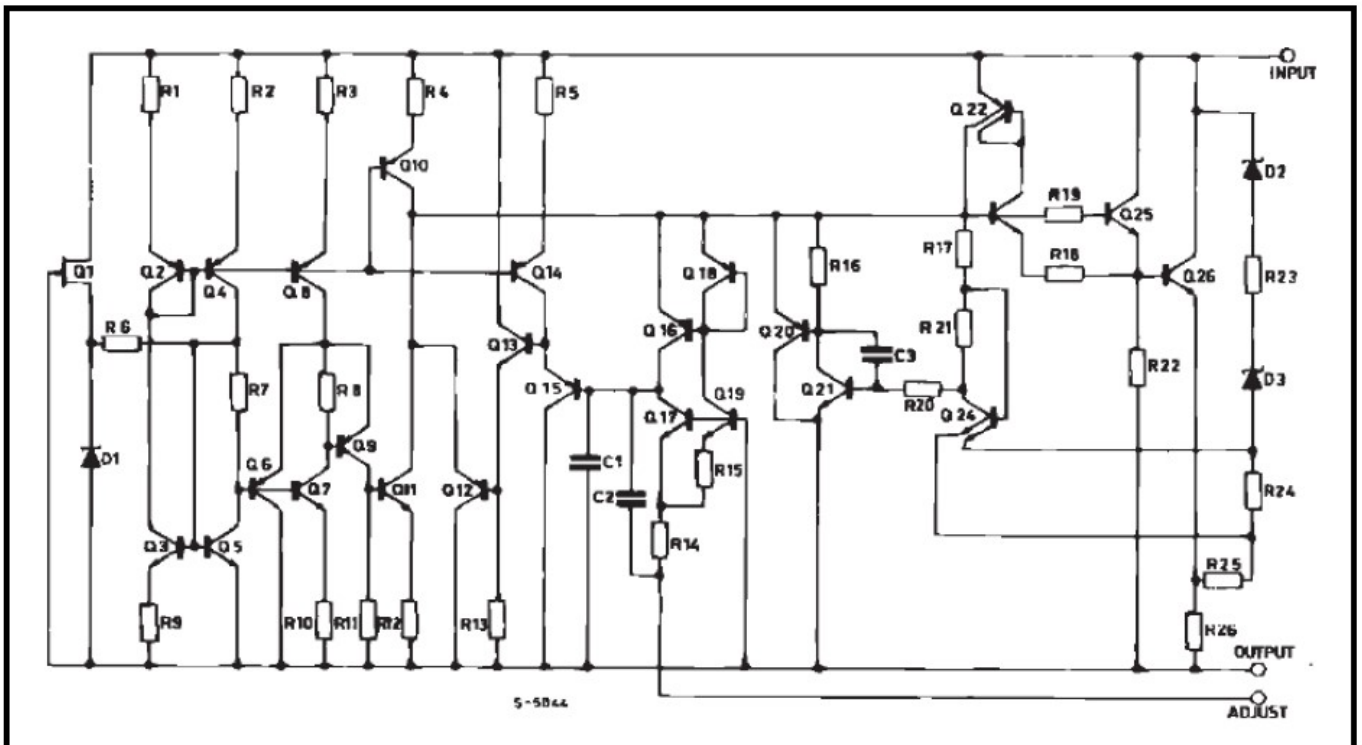 INPUT
R1 R2 R3 R4 R5
Q22
Q10
R19
Q25
D2
Q1 Q2 Q4 Q8 Q14 Q18 R16 R17 R18 Q26 R23
R6 Q13 Q16 Q20 C3 R21
R7 R8 Q15 Q21 R22 D3
Q19 R20 Q24
Q9 Q17
D1 Q6 Q7 Q11 Q12 C1 R15 R24
C2
Q3 Q5 R14
R25
R9 R10 R11 R12 R13 R26
OUTPUT
S-5844
ADJUST